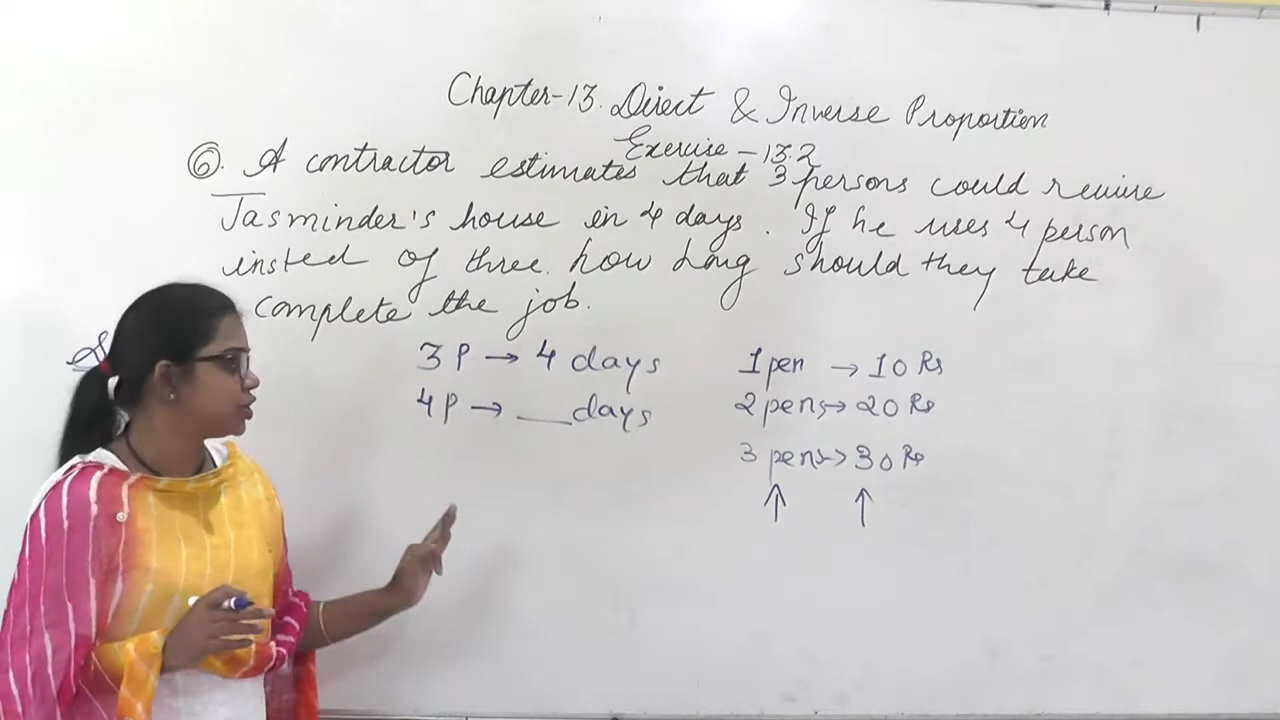 Chapter-13. Direct & Inverse Proportion
Exercise - 13.2
⑥. A contractor estimates that 3 persons could rewire
Jasminder's house in 4 days. If he uses 4 person
insted of three. how long should they take
complete the job.
3 P → 4 days
4 P → __ days
1 pen → 10 Rs
2 pens → 20 Rs
3 pens → 30 Rs
↑ ↑